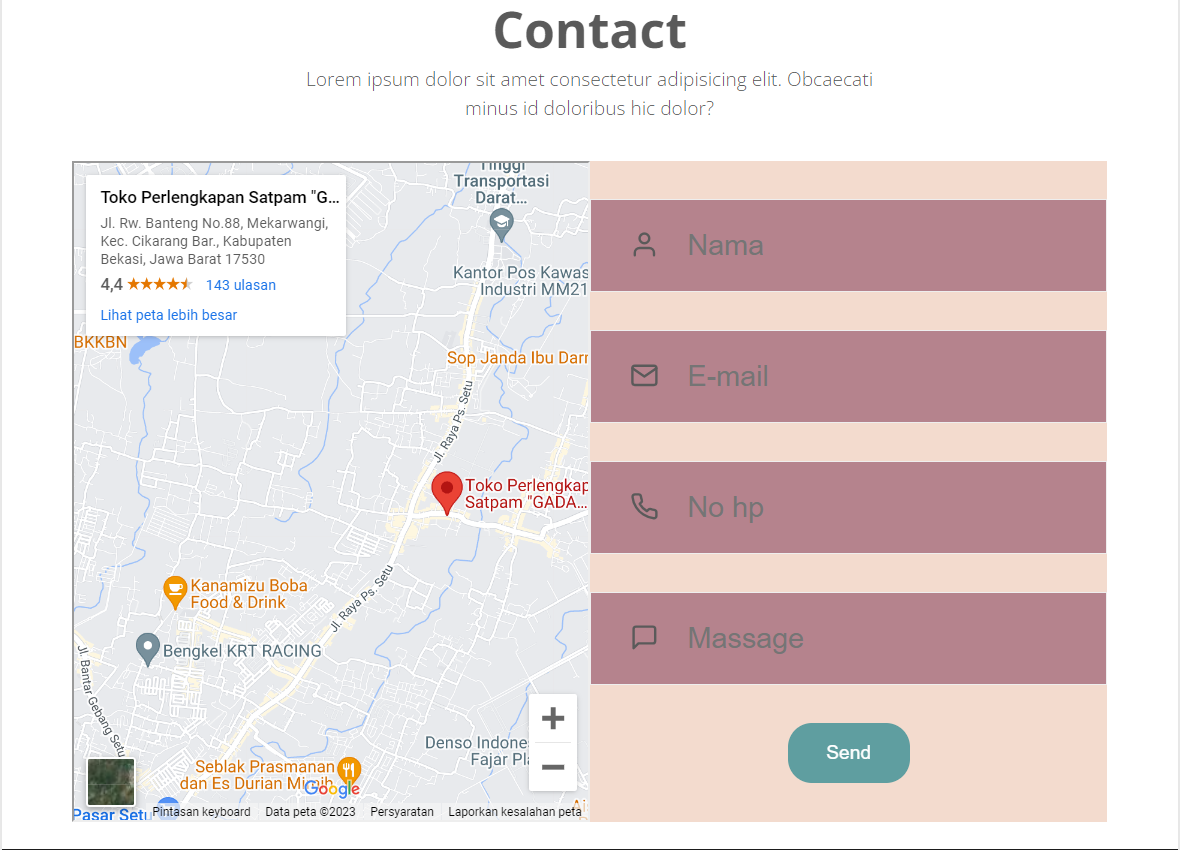 Contact
Lorem ipsum dolor sit amet consectetur adipisicing elit. Obcaecati
minus id doloribus hic dolor?
Toko Perlengkapan Satpam "G...
Jl. Rw. Banteng No.88, Mekarwangi,
Kec. Cikarang Bar., Kabupaten
Bekasi, Jawa Barat 17530
4,4
143 ulasan
Lihat peta lebih besar
Tinggi
Transportasi
Darat...
Kantor Pos Kawas
Industri MM21
BKKBN
Sop Janda Ibu Darr
Jl. Raya Ps. Setu
Toko Perlengkap
Satpam "GADA...
Kanamizu Boba
Food & Drink
Jl. Raya Ps. Setu
Bengkel KRT RACING
Jl. Bantar Gebang Setu
Denso Indone
Fajar Pl
Seblak Prasmanan
dan Es Durian
Google
Pasar Setu
Pintasan keyboard
Data peta ©2023
Persyaratan
Laporkan kesalahan peta
Nama
E-mail
No hp
Massage
Send